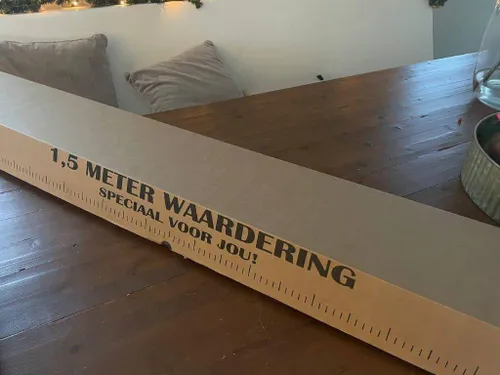 1,5 METER WAARDERING
SPECIAAL VOOR JOU!